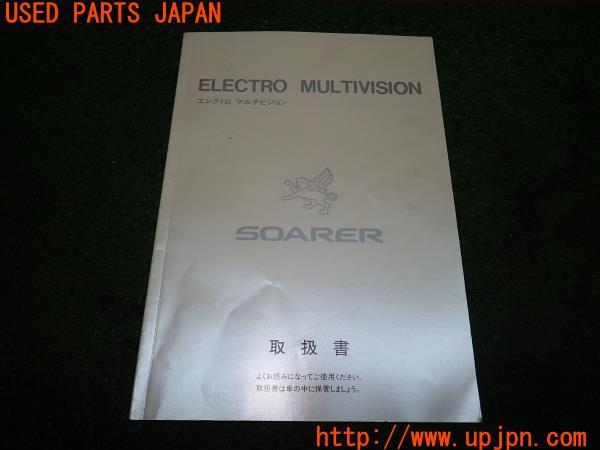 USED PARTS JAPAN
ELECTRO MULTIVISION
エレクトロ マルチビジョン
SOARER
取扱書
よくお読みになってご使用ください。
取扱書は車の中に保管しましょう。
http://www.upjpn.com